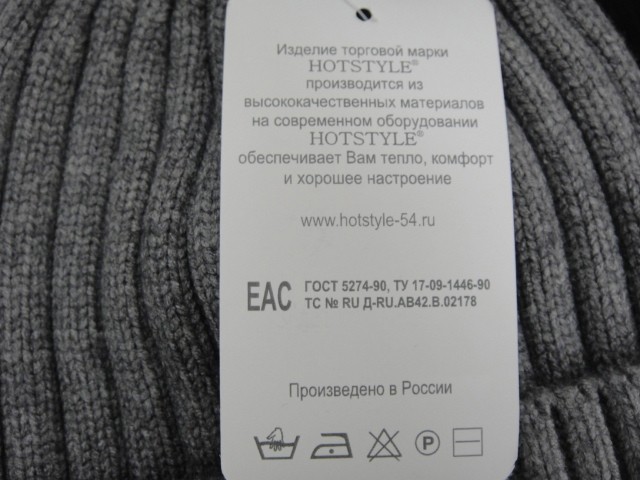 Изделие торговой марки
HOTSTYLE®
производится из
высококачественных материалов
на современном оборудовании
HOTSTYLE®
обеспечивает Вам тепло, комфорт
и хорошее настроение
www.hotstyle-54.ru
EAC
ГОСТ 5274-90, ТУ 17-09-1446-90
ТС № RU Д-RU.АВ42.В.02178
Произведено в России
P